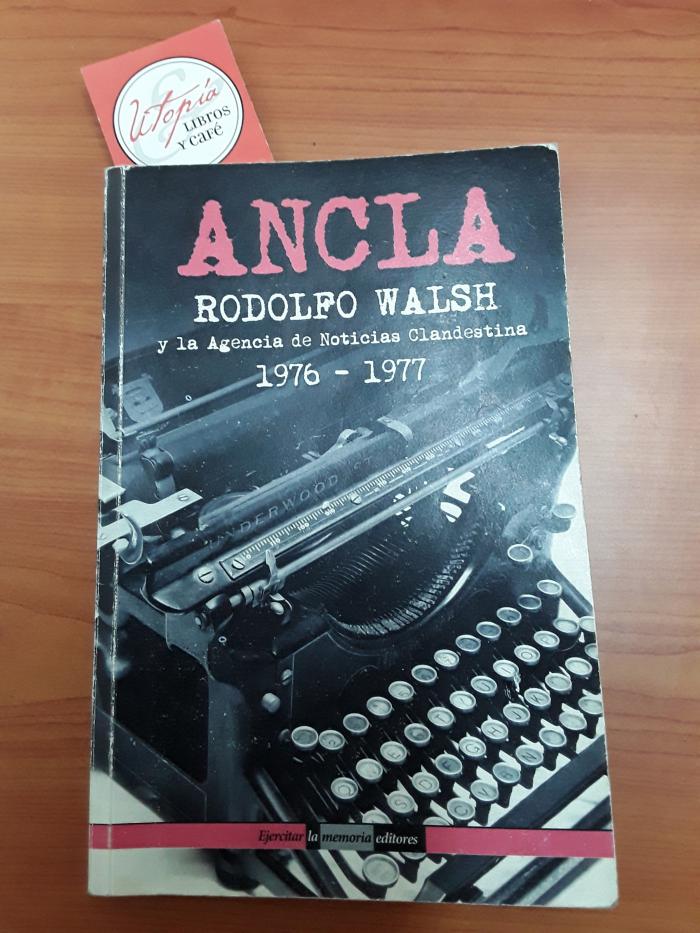 Utopía
LIBROS
Y CAFÉ
ANCLA
RODOLFO WALSH
y la Agencia de Noticias Clandestina
1976 - 1977
UNDERWOOD
Ejercitar la memoria editores